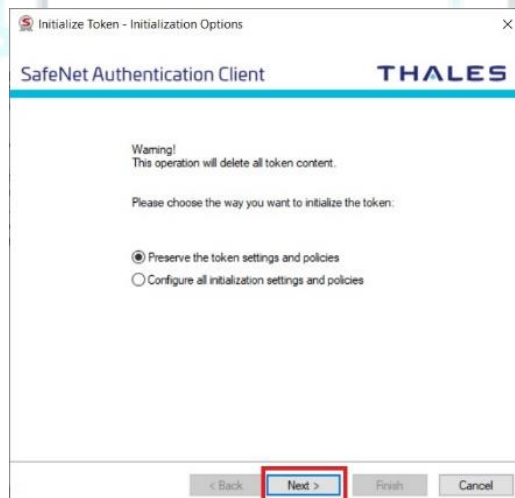 Initialize Token - Initialization Options
SafeNet Authentication Client
THALES
Warning!
This operation will delete all token content.
Please choose the way you want to initialize the token:
Preserve the token settings and policies
Configure all initialization settings and policies
< Back
Next >
Finish
Cancel